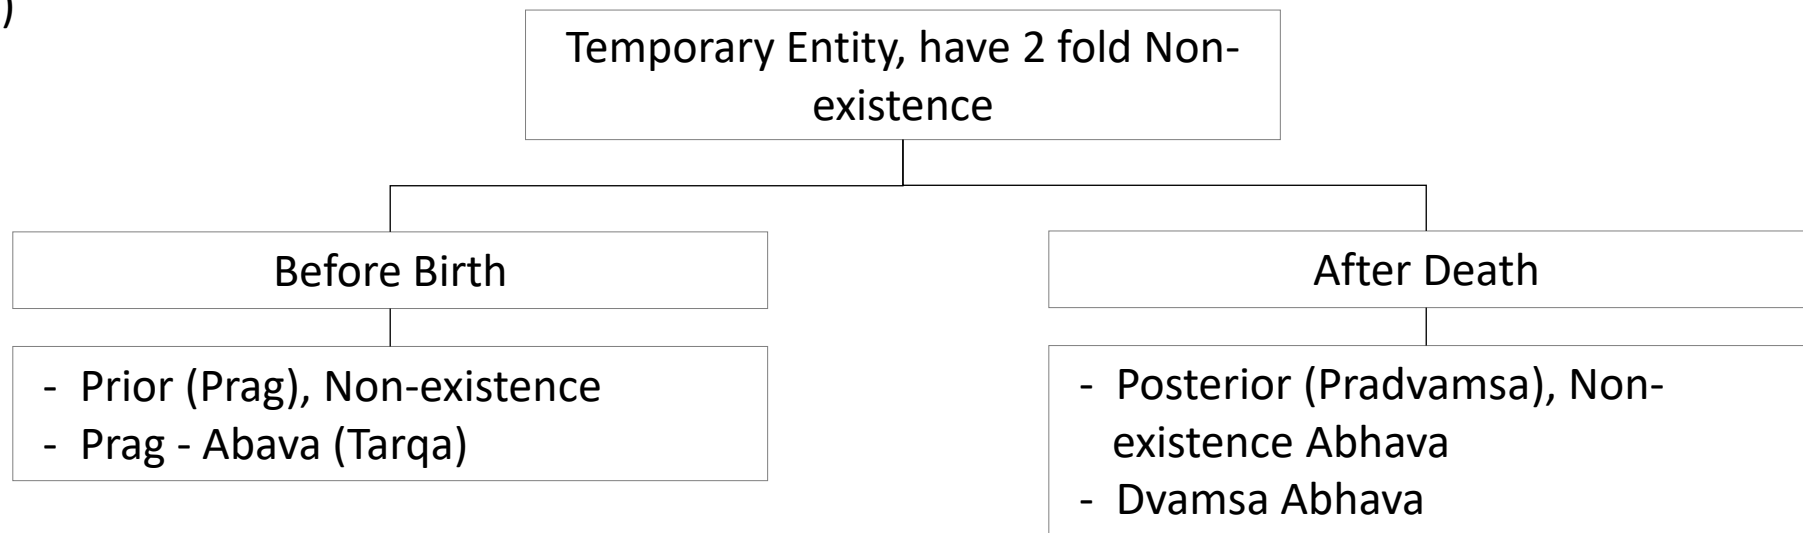 )
Temporary Entity, have 2 fold Non-
existence
Before Birth
After Death
- Prior (Prag), Non-existence
- Prag - Abava (Tarqa)
- Posterior (Pradvamsa), Non-
existence Abhava
- Dvamsa Abhava